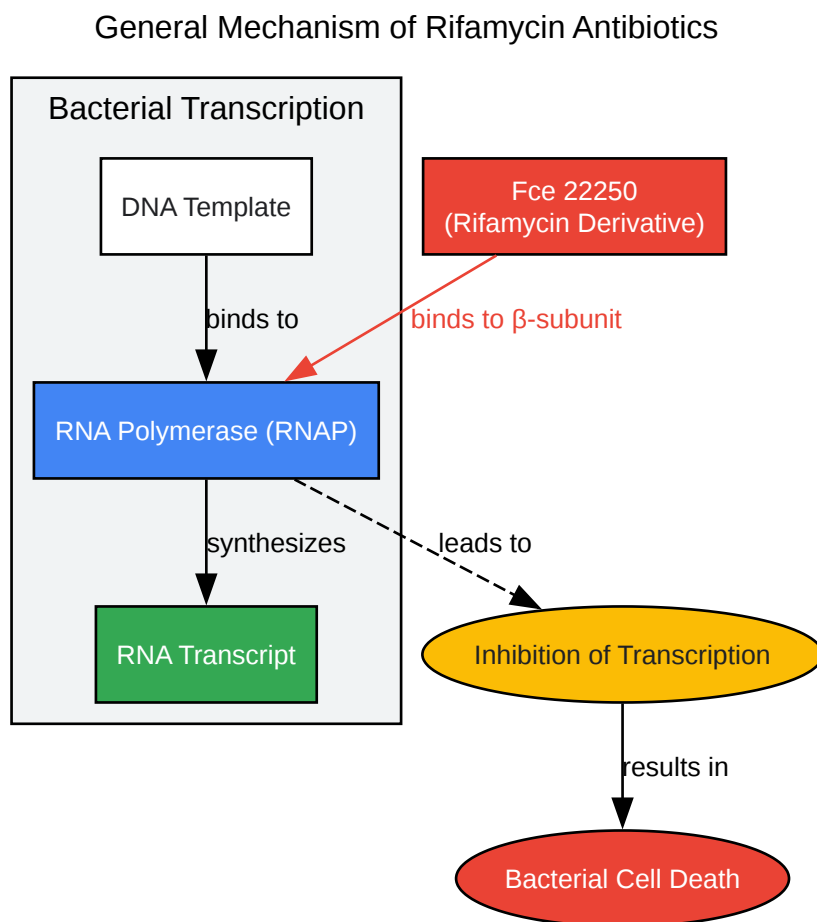 General Mechanism of Rifamycin Antibiotics
Bacterial Transcription
DNA Template
Fce 22250
(Rifamycin Derivative)
binds to
binds to β-subunit
RNA Polymerase (RNAP)
synthesizes
leads to
RNA Transcript
Inhibition of Transcription
results in
Bacterial Cell Death